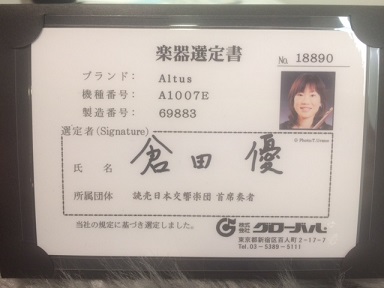 楽器選定書
No. 18890
ブランド: Altus
機種番号: A1007E
製造番号: 69883
選定者(Signature)
氏名 倉田 優
所属団体 読売日本交響楽団 首席奏者
当社の規定に基づき選定しました。
株式会社 グローバル
東京都新宿区百人町2-17-7
Tel.03-5389-5111